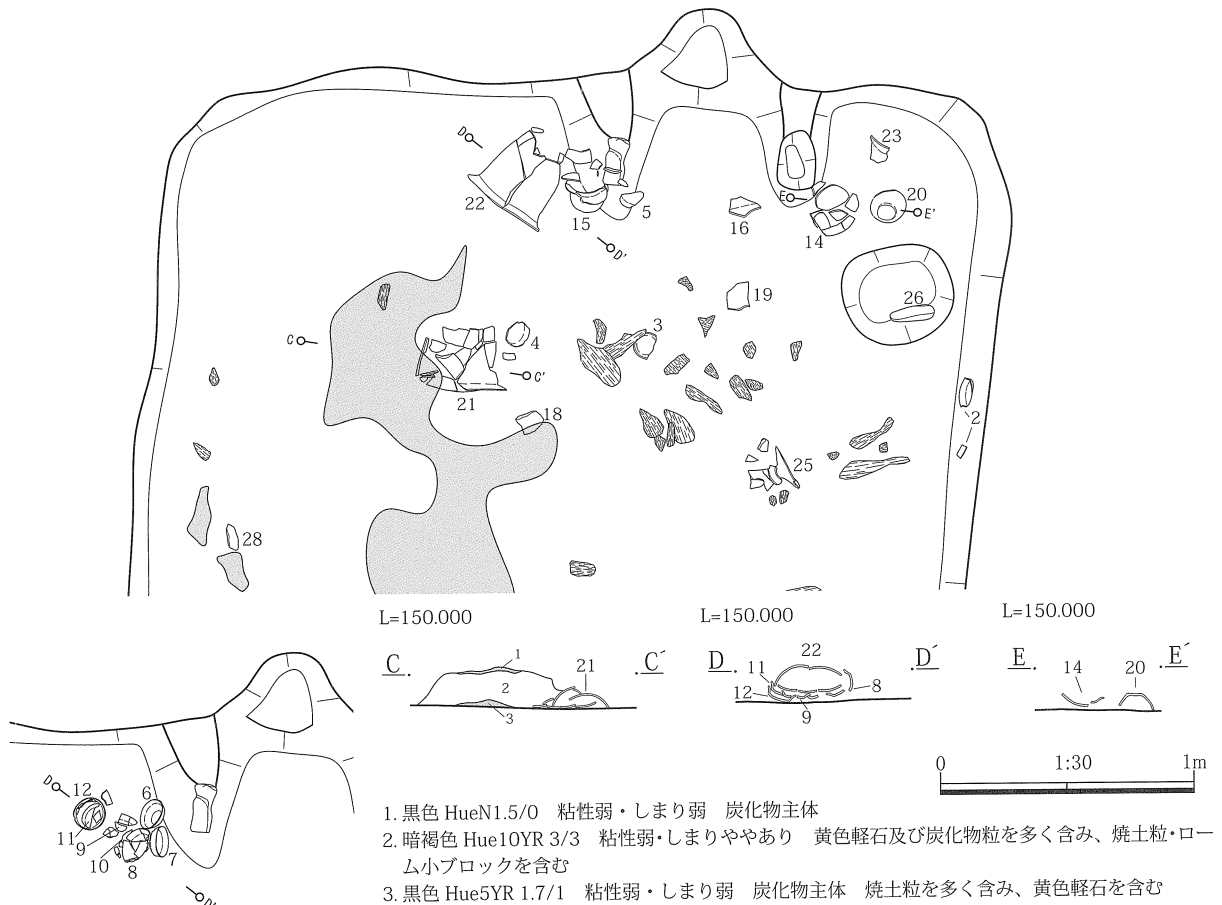 D
22
15
5
16
E
14
20
E'
23
26
D'
C
4
C'
21
18
3
19
25
2
28
L=150.000
L=150.000
L=150.000
C
1
2
3
21
C´
D
11
12
22
9
8
D´
E
14
20
E´
D
12
11
9
10
8
6
7
0 1:30 1m
1. 黒色 HueN1.5/0　粘性弱・しまり弱　炭化物主体
2. 暗褐色 Hue10YR 3/3　粘性弱・しまりややあり　黄色軽石及び炭化物粒を多く含み、焼土粒・ロー
ム小ブロックを含む
3. 黒色 Hue5YR 1.7/1　粘性弱・しまり弱　炭化物主体　焼土粒を多く含み、黄色軽石を含む